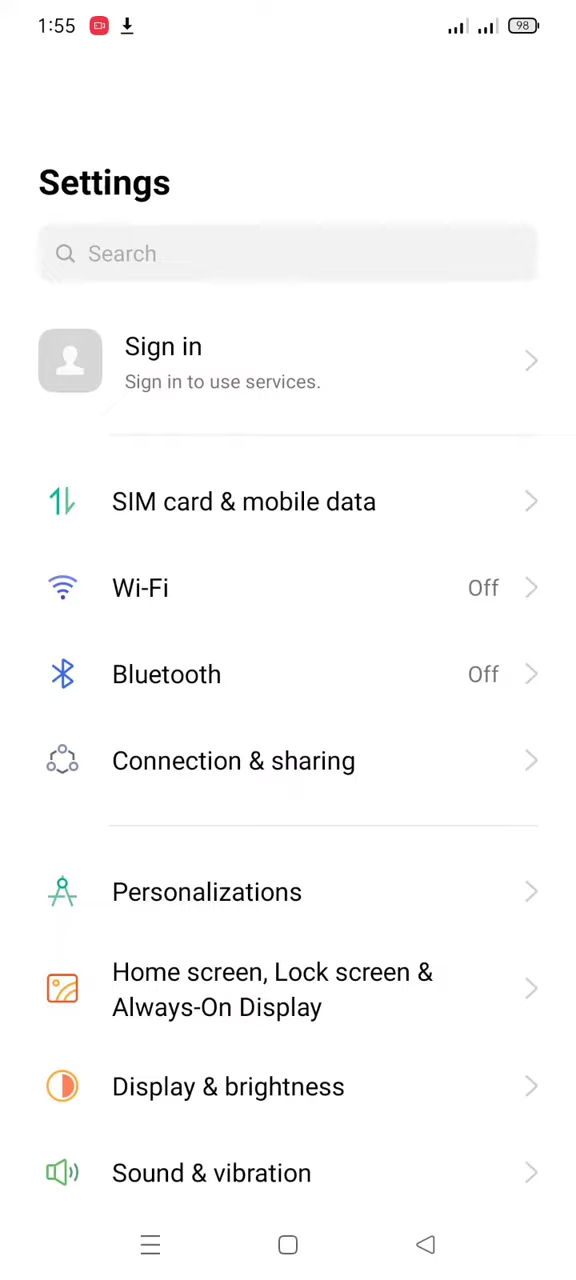 1:55
98
Settings
Search
Sign in
Sign in to use services.
SIM card & mobile data
Wi-Fi Off
Bluetooth Off
Connection & sharing
Personalizations
Home screen, Lock screen &
Always-On Display
Display & brightness
Sound & vibration